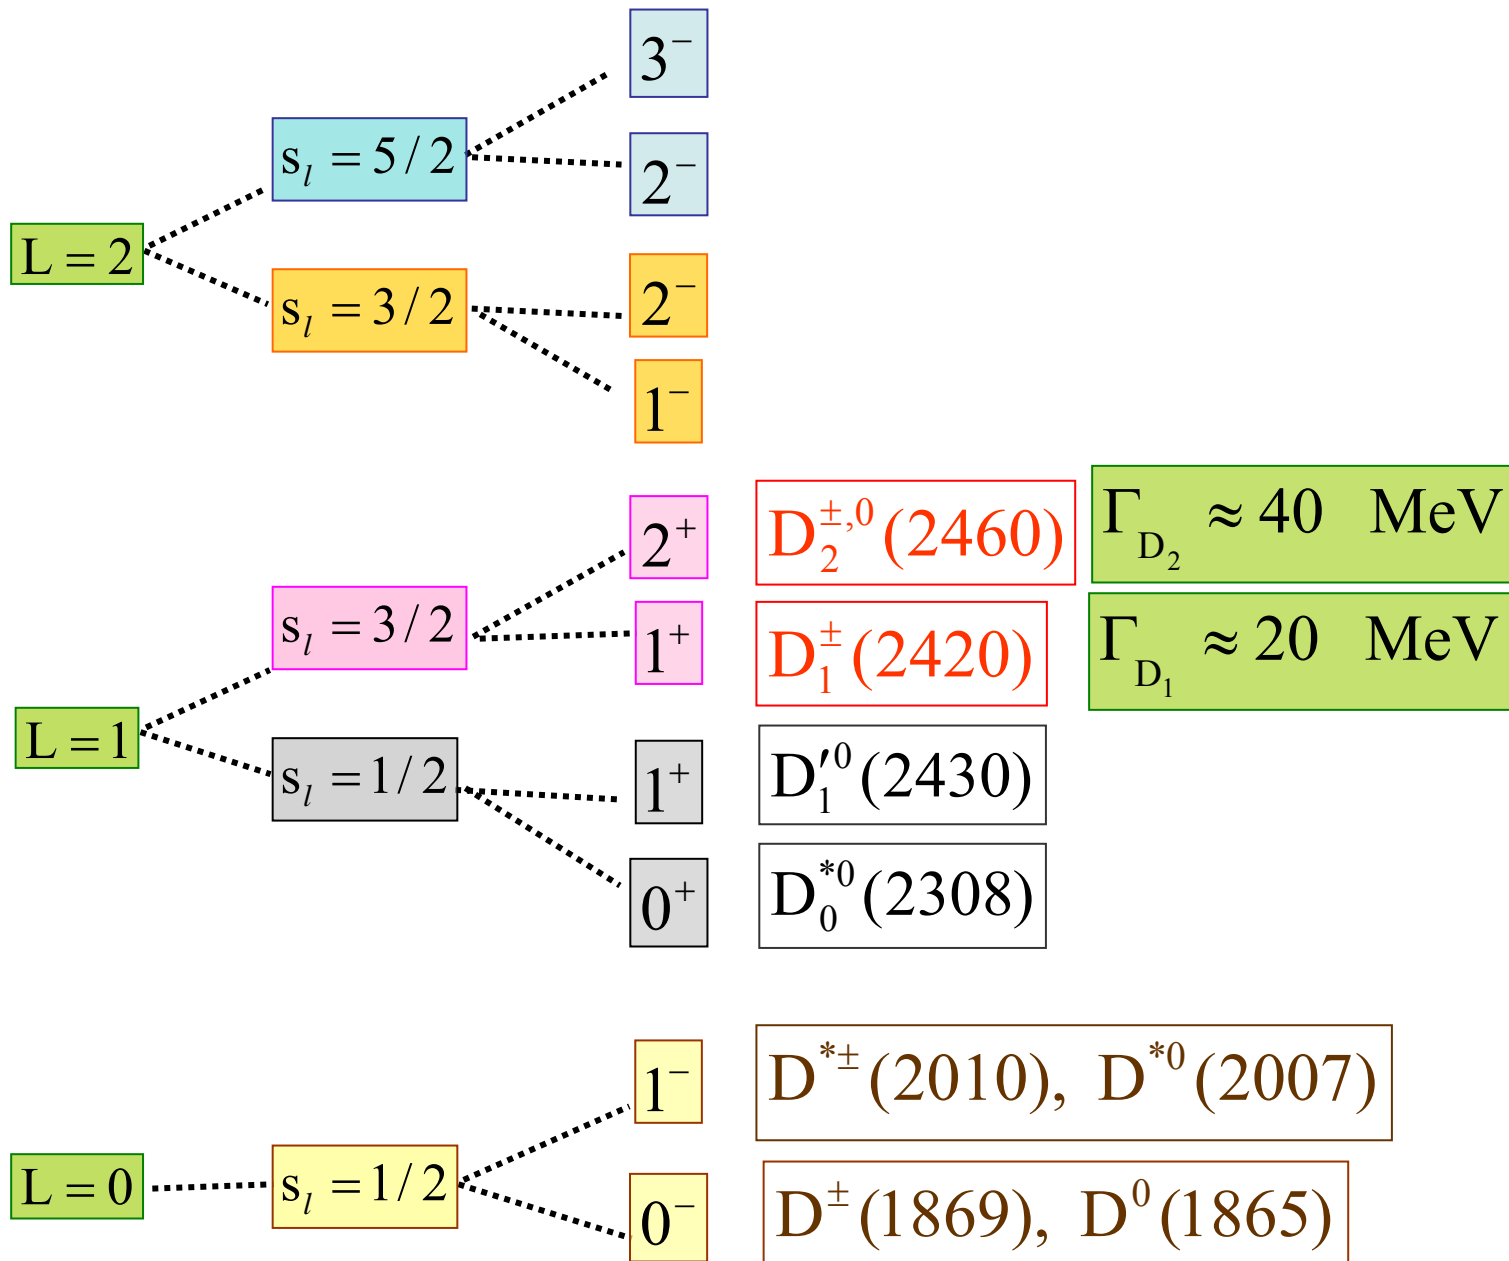 3⁻
s_l = 5/2
2⁻
L = 2
s_l = 3/2
2⁻
1⁻
2⁺ D₂^{±,0}(2460) Γ_{D₂} ≈ 40 MeV
s_l = 3/2
1⁺ D₁^{±}(2420) Γ_{D₁} ≈ 20 MeV
L = 1
s_l = 1/2
1⁺ D₁′⁰(2430)
0⁺ D₀^{*0}(2308)
1⁻ D^{*±}(2010), D^{*0}(2007)
L = 0 s_l = 1/2
0⁻ D^{±}(1869), D⁰(1865)